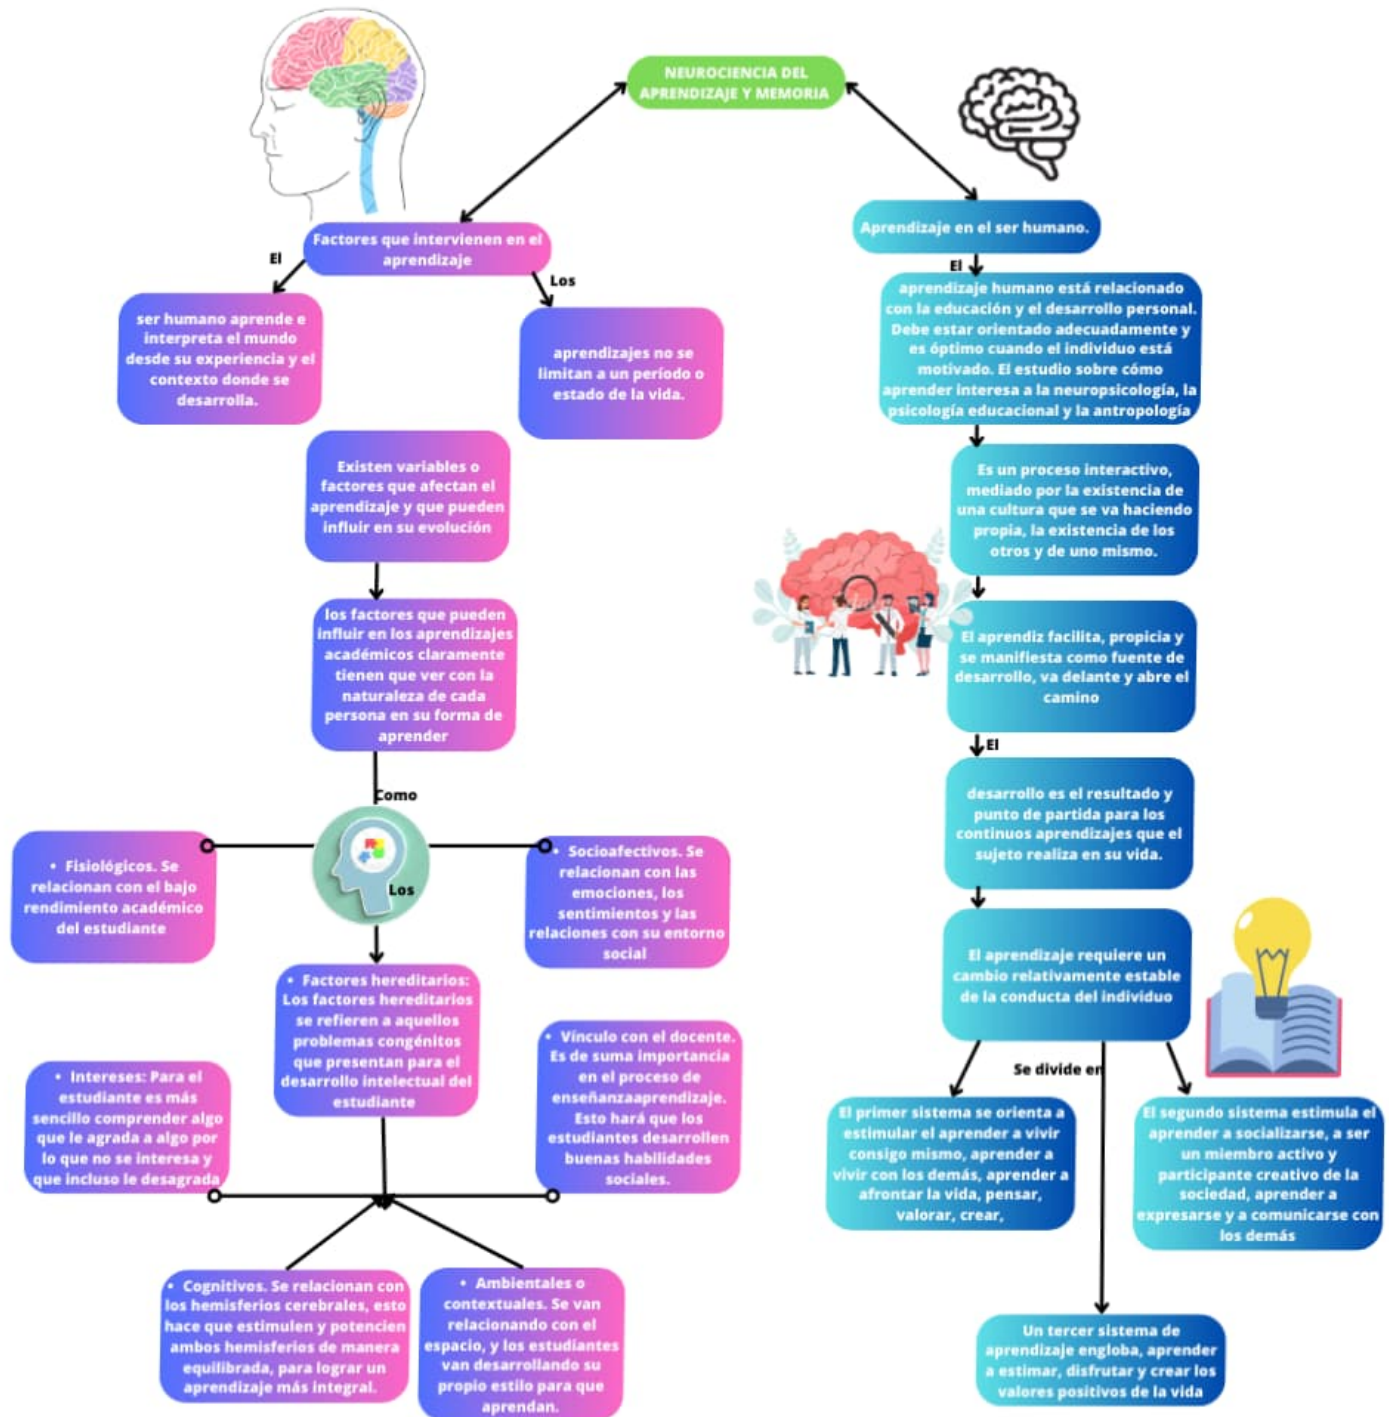 NEUROCIENCIA DEL
APRENDIZAJE Y MEMORIA
Factores que intervienen en el
aprendizaje
El
ser humano aprende e
interpreta el mundo
desde su experiencia y el
contexto donde se
desarrolla.
Los
aprendizajes no se
limitan a un período o
estado de la vida.
Existen variables o
factores que afectan el
aprendizaje y que pueden
influir en su evolución
los factores que pueden
influir en los aprendizajes
académicos claramente
tienen que ver con la
naturaleza de cada
persona en su forma de
aprender
Como
• Fisiológicos. Se
relacionan con el bajo
rendimiento académico
del estudiante
• Socioafectivos. Se
relacionan con las
emociones, los
sentimientos y las
relaciones con su entorno
social
Los
• Factores hereditarios:
Los factores hereditarios
se refieren a aquellos
problemas congénitos
que presentan para el
desarrollo intelectual del
estudiante
• Intereses: Para el
estudiante es más
sencillo comprender algo
que le agrada a algo por
lo que no se interesa y
que incluso le desagrada
• Vínculo con el docente.
Es de suma importancia
en el proceso de
enseñanzaaprendizaje.
Esto hará que los
estudiantes desarrollen
buenas habilidades
sociales.
• Cognitivos. Se relacionan con
los hemisferios cerebrales, esto
hace que estimulen y potencien
ambos hemisferios de manera
equilibrada, para lograr un
aprendizaje más integral.
• Ambientales o
contextuales. Se van
relacionando con el
espacio, y los estudiantes
van desarrollando su
propio estilo para que
aprendan.
Aprendizaje en el ser humano.
El
aprendizaje humano está relacionado
con la educación y el desarrollo personal.
Debe estar orientado adecuadamente y
es óptimo cuando el individuo está
motivado. El estudio sobre cómo
aprender interesa a la neuropsicología, la
psicología educacional y la antropología
Es un proceso interactivo,
mediado por la existencia de
una cultura que se va haciendo
propia, la existencia de los
otros y de uno mismo.
El aprendiz facilita, propicia y
se manifiesta como fuente de
desarrollo, va delante y abre el
camino
El
desarrollo es el resultado y
punto de partida para los
continuos aprendizajes que el
sujeto realiza en su vida.
El aprendizaje requiere un
cambio relativamente estable
de la conducta del individuo
Se divide en
El primer sistema se orienta a
estimular el aprender a vivir
consigo mismo, aprender a
vivir con los demás, aprender a
afrontar la vida, pensar,
valorar, crear,
El segundo sistema estimula el
aprender a socializarse, a ser
un miembro activo y
participante creativo de la
sociedad, aprender a
expresarse y a comunicarse con
los demás
Un tercer sistema de
aprendizaje engloba, aprender
a estimar, disfrutar y crear los
valores positivos de la vida